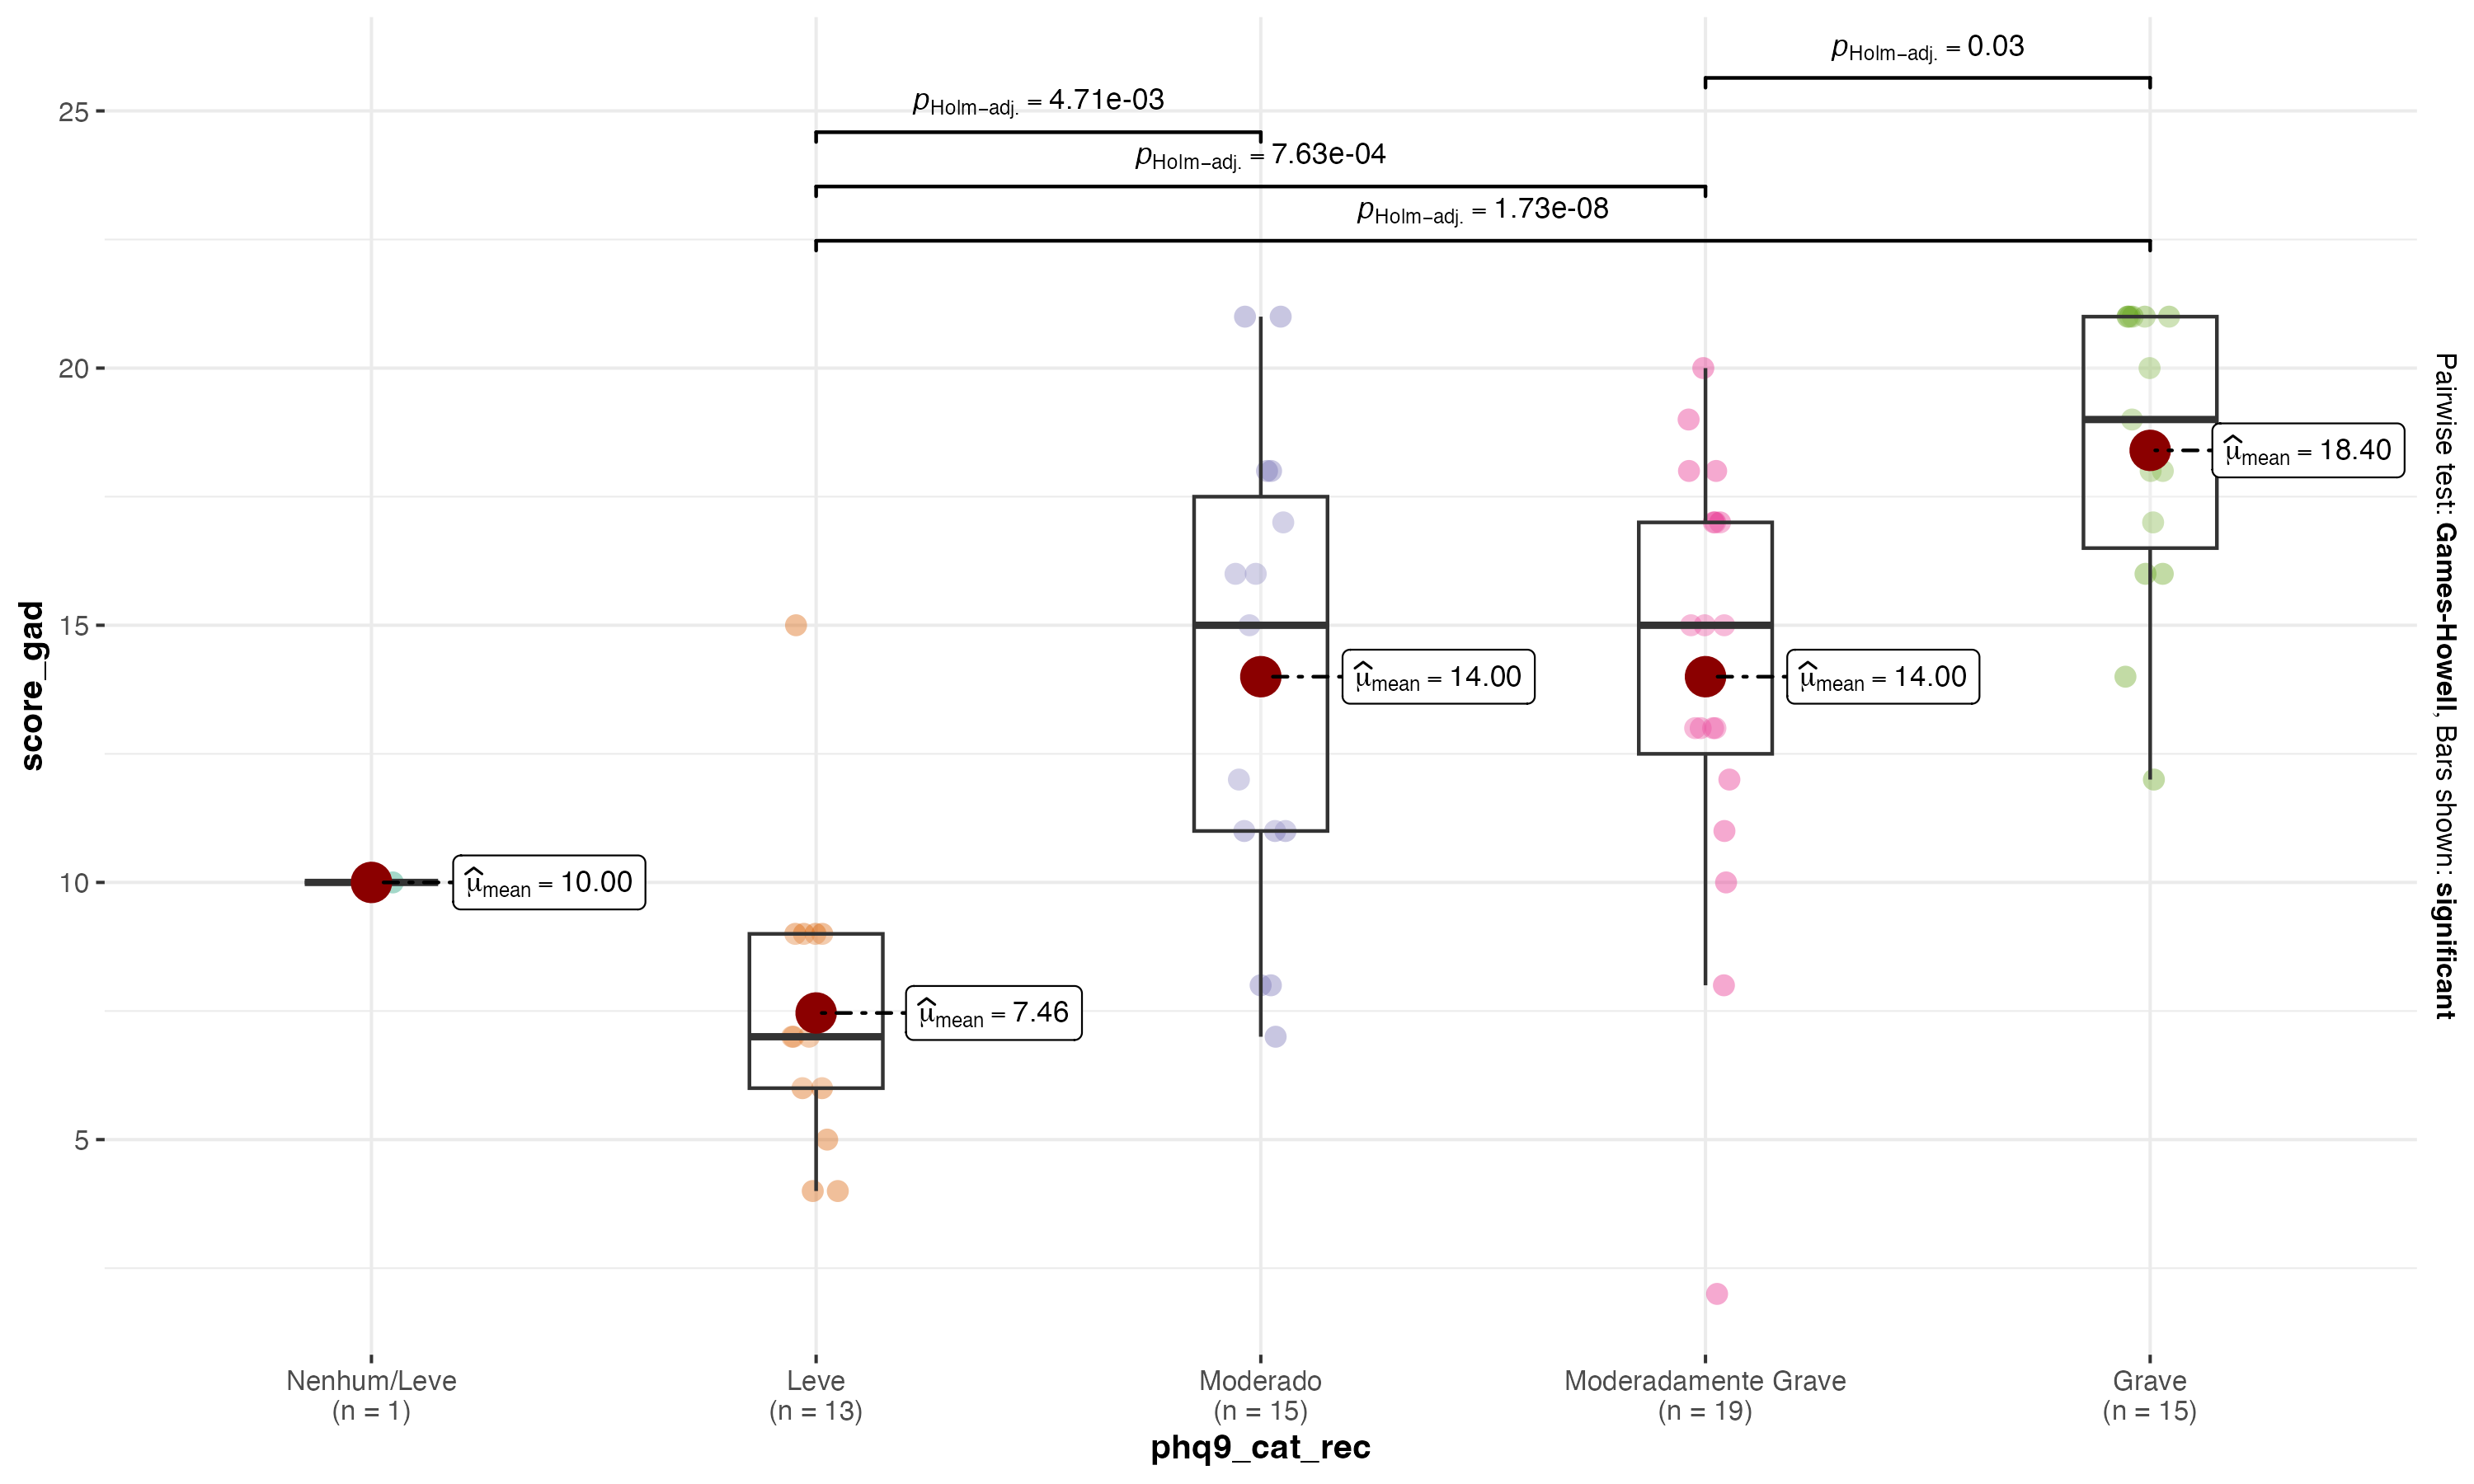 pHolm−adj. = 0.03
pHolm−adj. = 4.71e-03
pHolm−adj. = 7.63e-04
pHolm−adj. = 1.73e-08
25
20
15
10
5
score_gap
μ̂mean = 10.00
μ̂mean = 7.46
μ̂mean = 14.00
μ̂mean = 14.00
μ̂mean = 18.40
Pairwise test: Games-Howell, Bars shown: significant
Nenhum/Leve
(n = 1)
Leve
(n = 13)
Moderado
(n = 15)
Moderadamente Grave
(n = 19)
Grave
(n = 15)
phq9_cat_rec